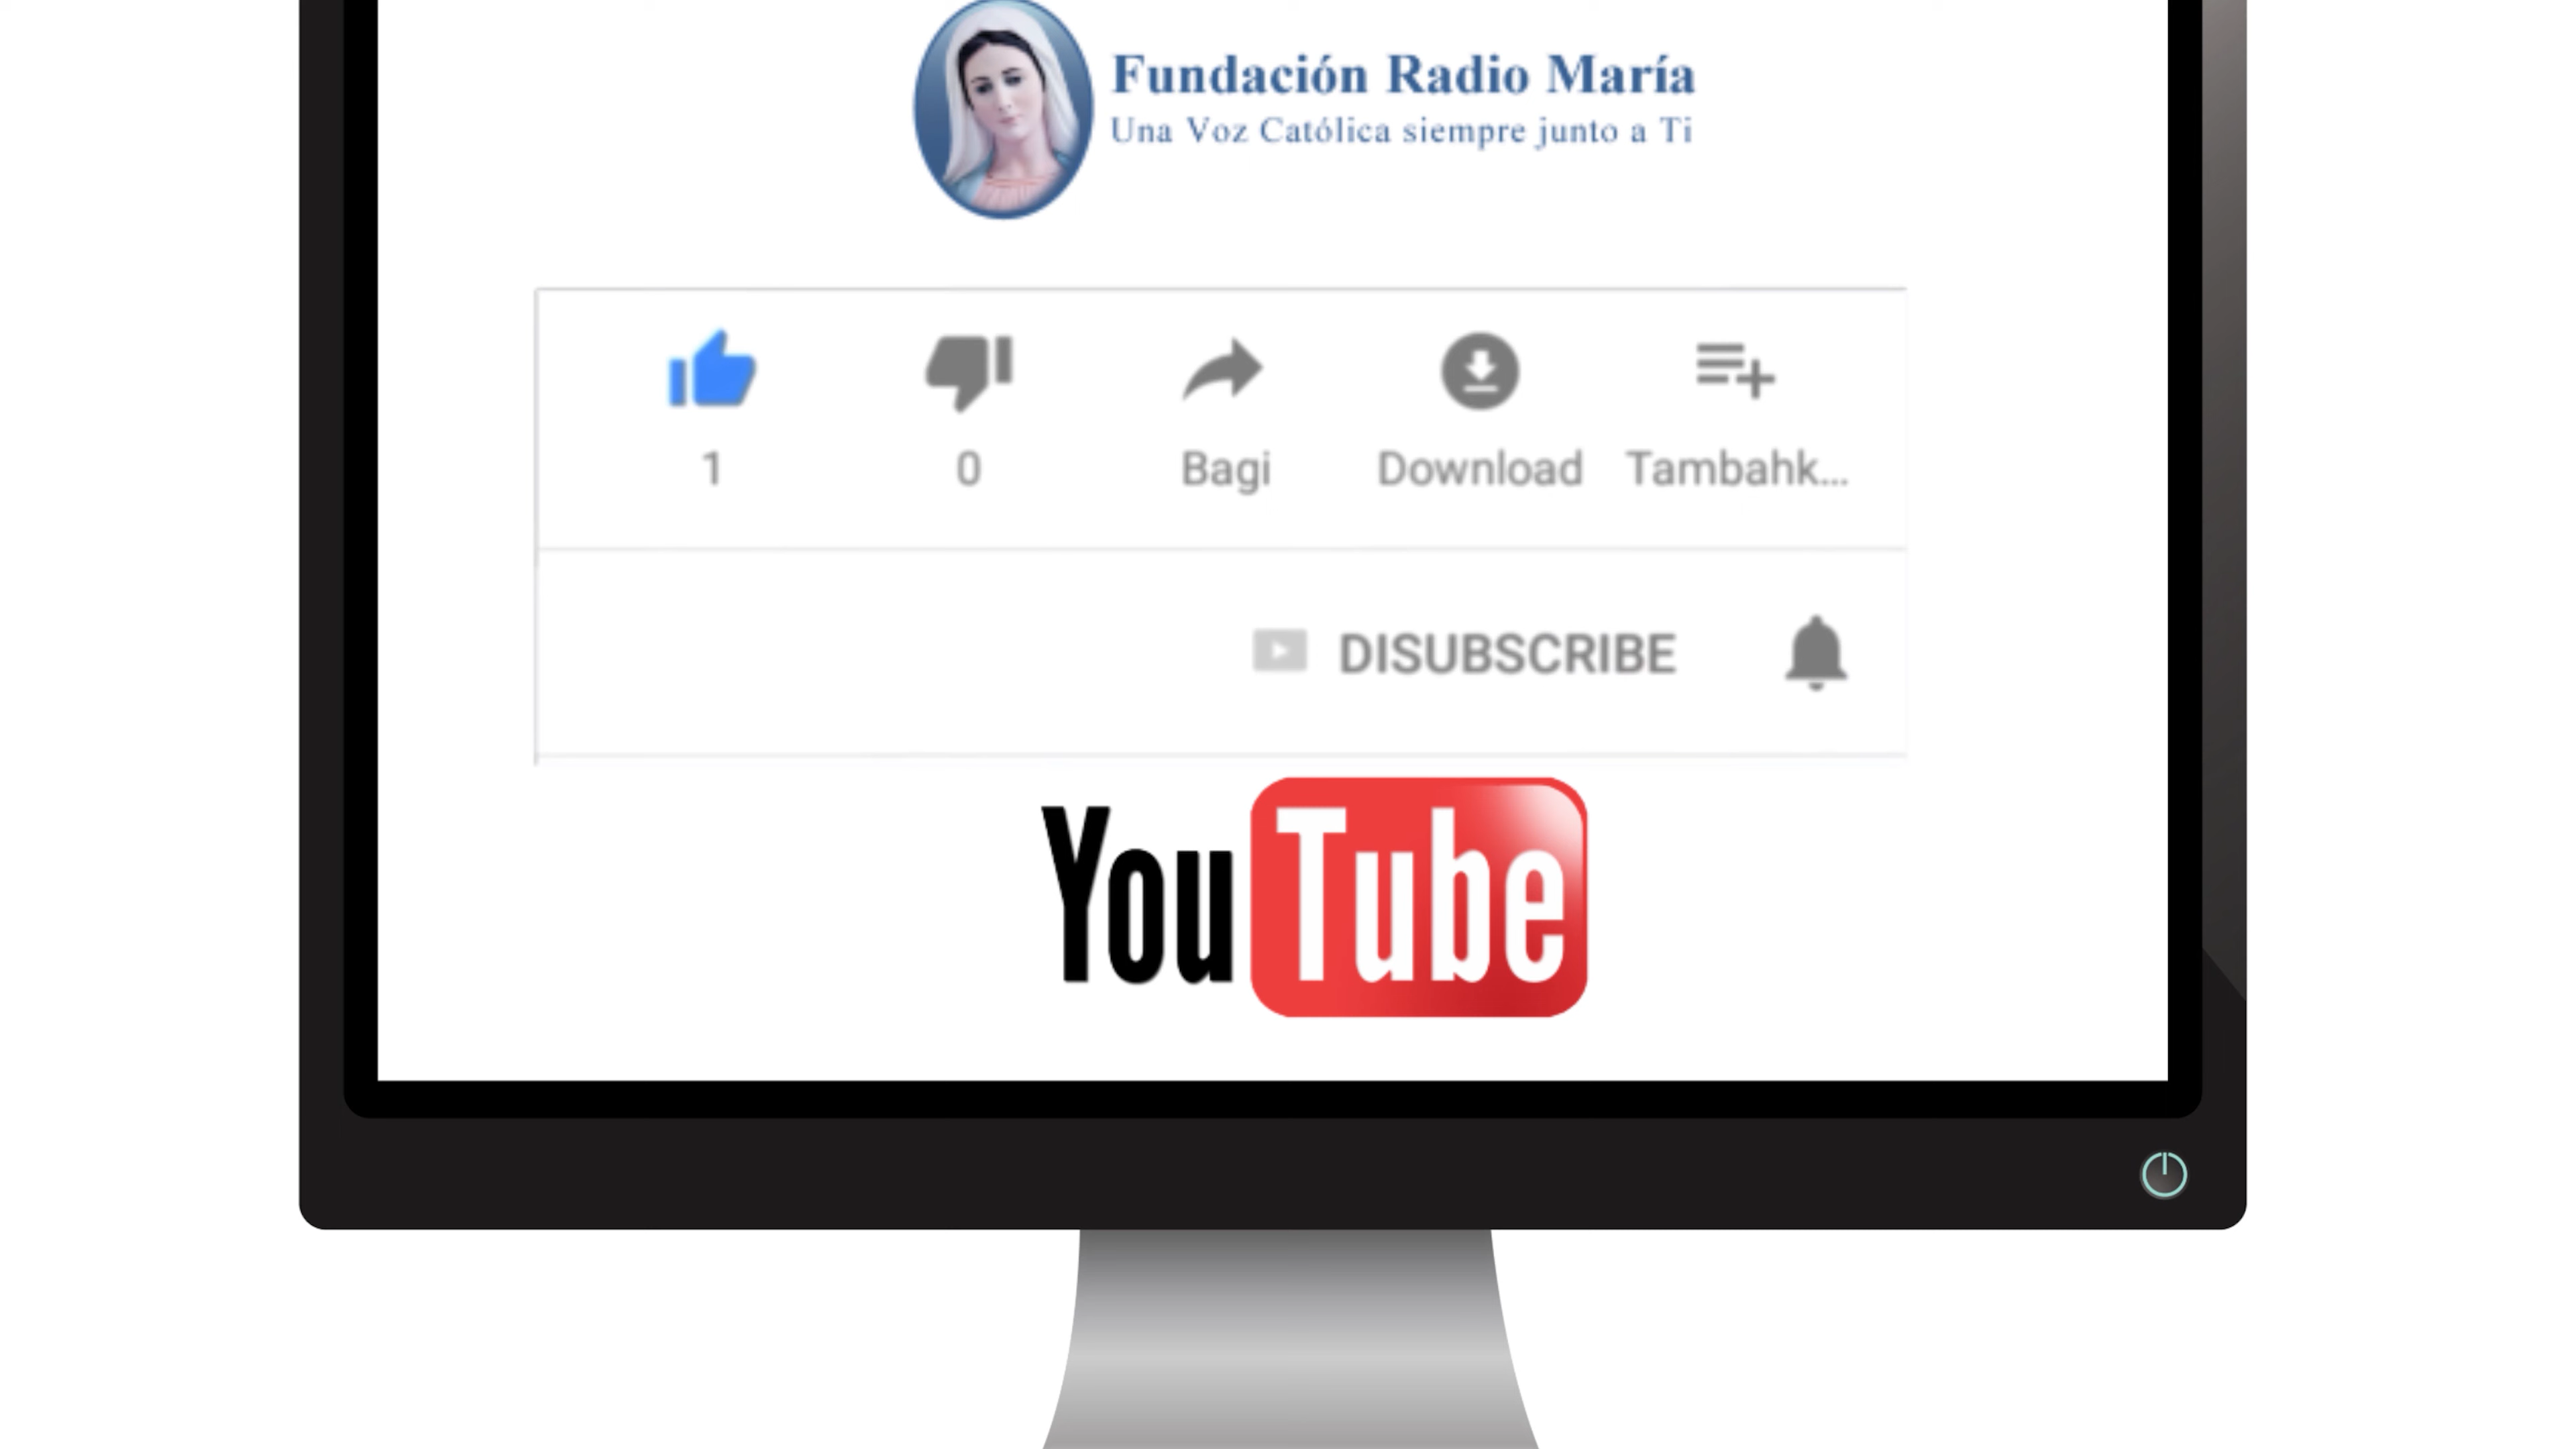 Fundación Radio María
Una Voz Católica siempre junto a Ti
1 0 Bagi Download Tambahk...
DISUBSCRIBE
YouTube